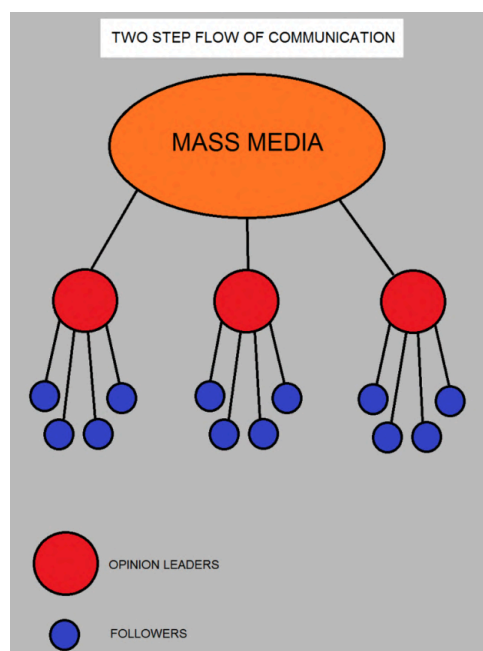 TWO STEP FLOW OF COMMUNICATION
MASS MEDIA
OPINION LEADERS
FOLLOWERS